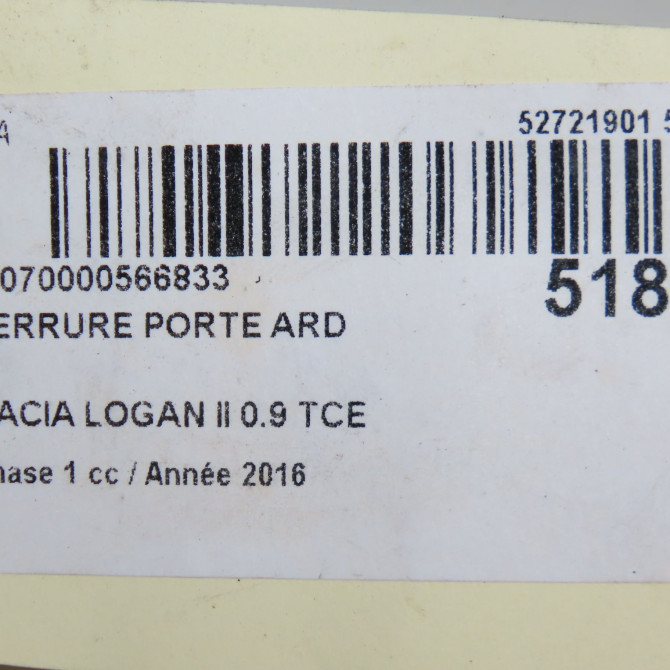 A 52721901 5
070000566833
518
ERRURE PORTE ARD
ACIA LOGAN II 0.9 TCE
hase 1 cc / Année 2016